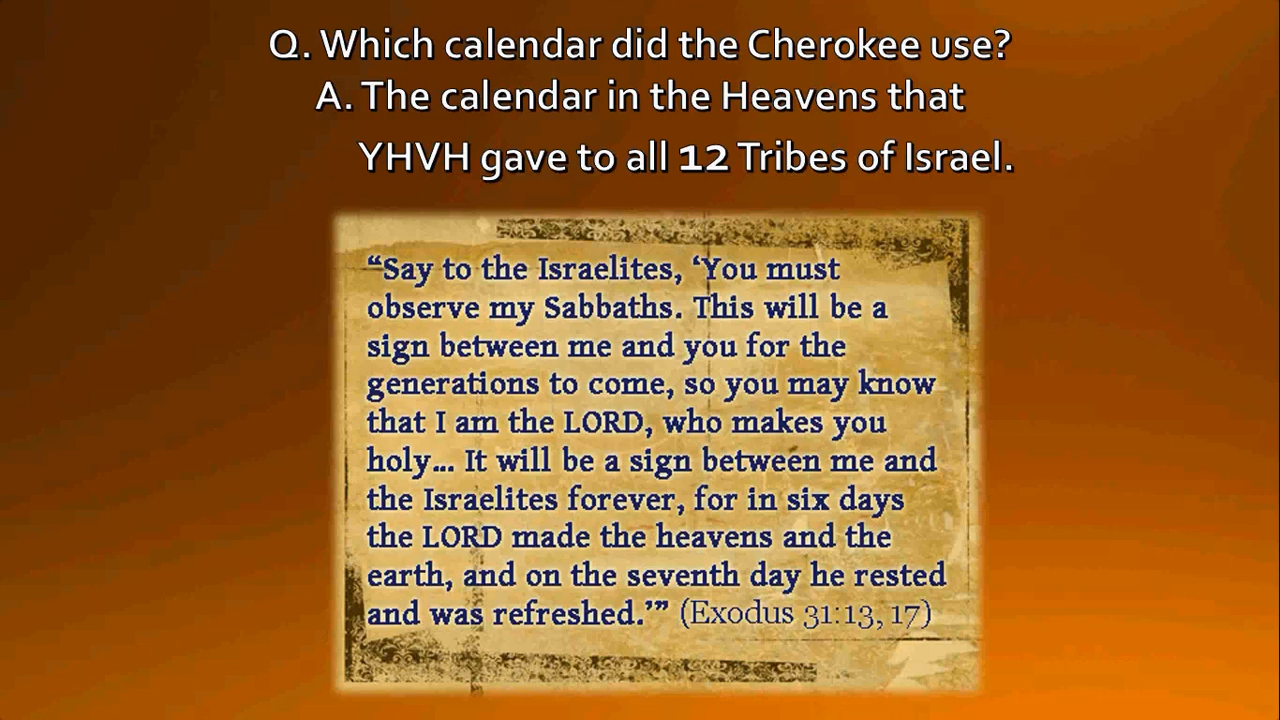 Q. Which calendar did the Cherokee use?
A. The calendar in the Heavens that
YHVH gave to all 12 Tribes of Israel.
“Say to the Israelites, ‘You must
observe my Sabbaths. This will be a
sign between me and you for the
generations to come, so you may know
that I am the LORD, who makes you
holy... It will be a sign between me and
the Israelites forever, for in six days
the LORD made the heavens and the
earth, and on the seventh day he rested
and was refreshed.’” (Exodus 31:13, 17)